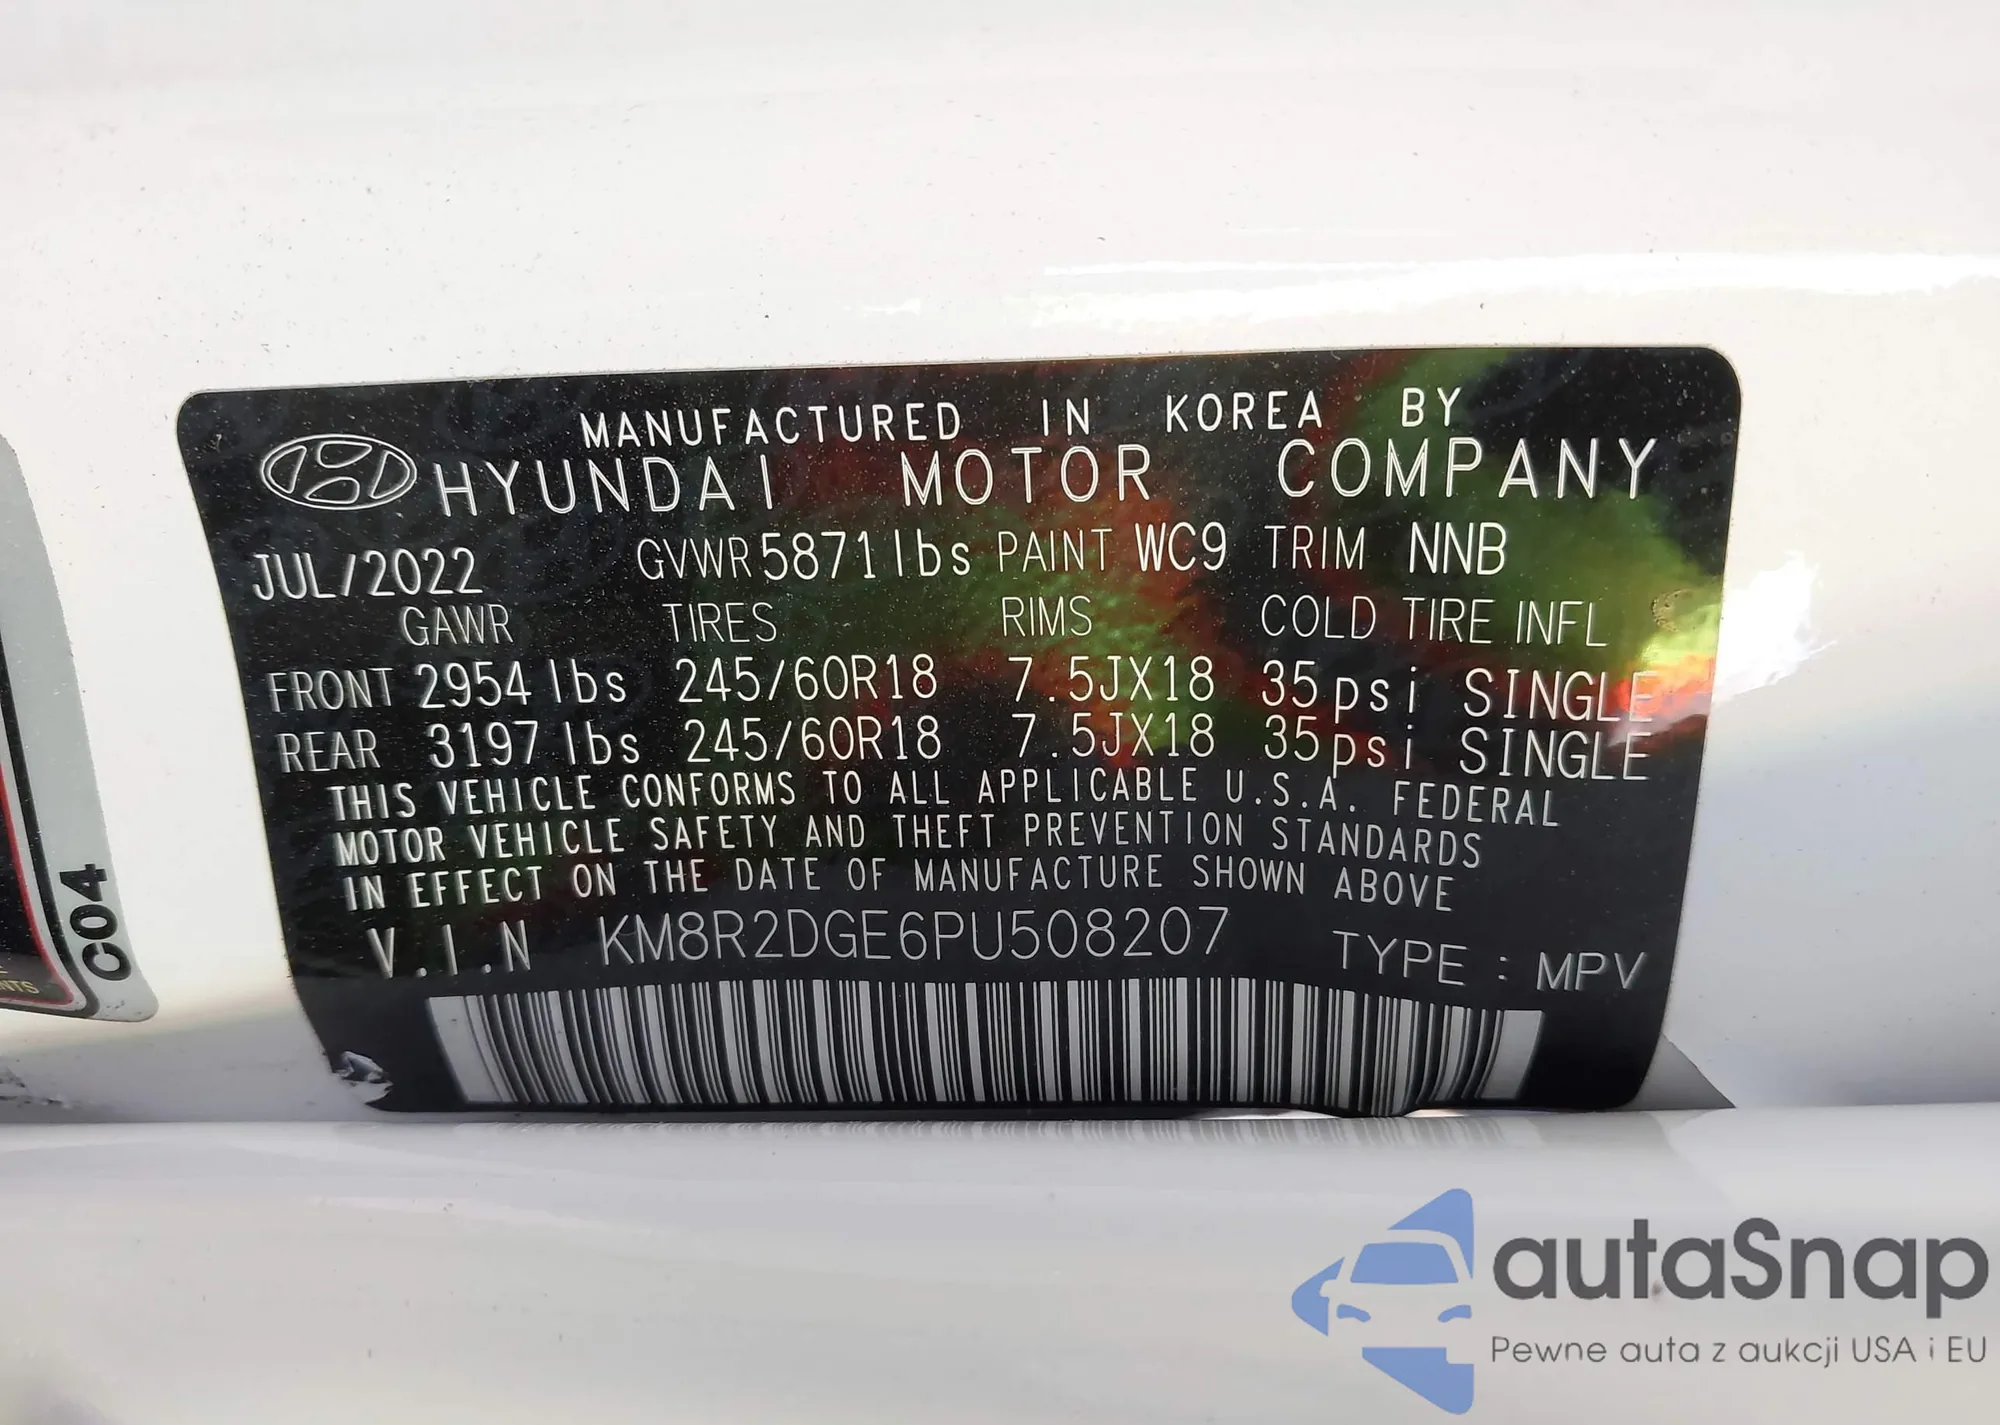 MANUFACTURED IN KOREA BY
HYUNDAI MOTOR COMPANY
JUL/2022 GVWR 5871lbs PAINT WC9 TRIM NNB
GAWR TIRES RIMS COLD TIRE INFL
FRONT 2954 lbs 245/60R18 7.5JX18 35psi SINGLE
REAR 3197 lbs 245/60R18 7.5JX18 35psi SINGLE
THIS VEHICLE CONFORMS TO ALL APPLICABLE U.S.A. FEDERAL
MOTOR VEHICLE SAFETY AND THEFT PREVENTION STANDARDS
IN EFFECT ON THE DATE OF MANUFACTURE SHOWN ABOVE
V.I.N KM8R2DGE6PU508207 TYPE : MPV
C04
autaSnap
Pewne auta z aukcji USA i EU